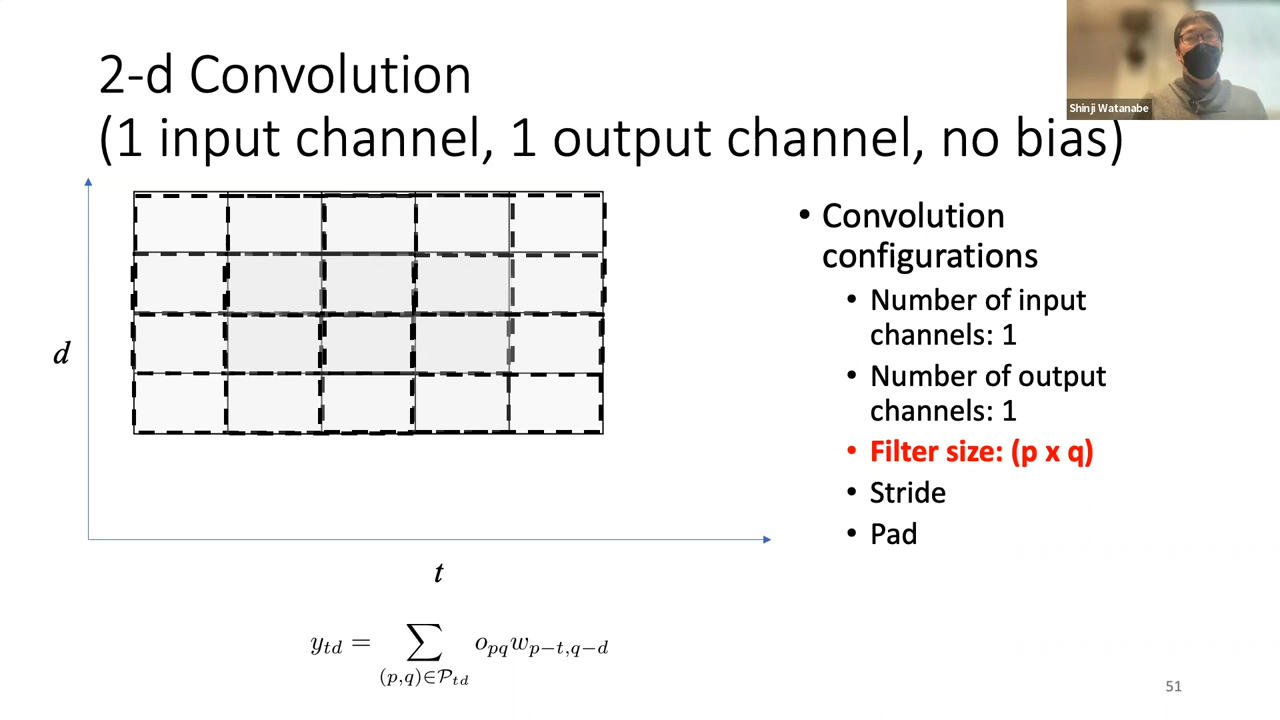 2-d Convolution
(1 input channel, 1 output channel, no bias)
Shinji Watanabe
d
t
y_{td} = \sum_{(p,q)\in\mathcal{P}_{td}} o_{pq}w_{p-t,q-d}
• Convolution
configurations
• Number of input
channels: 1
• Number of output
channels: 1
• Filter size: (p x q)
• Stride
• Pad
51